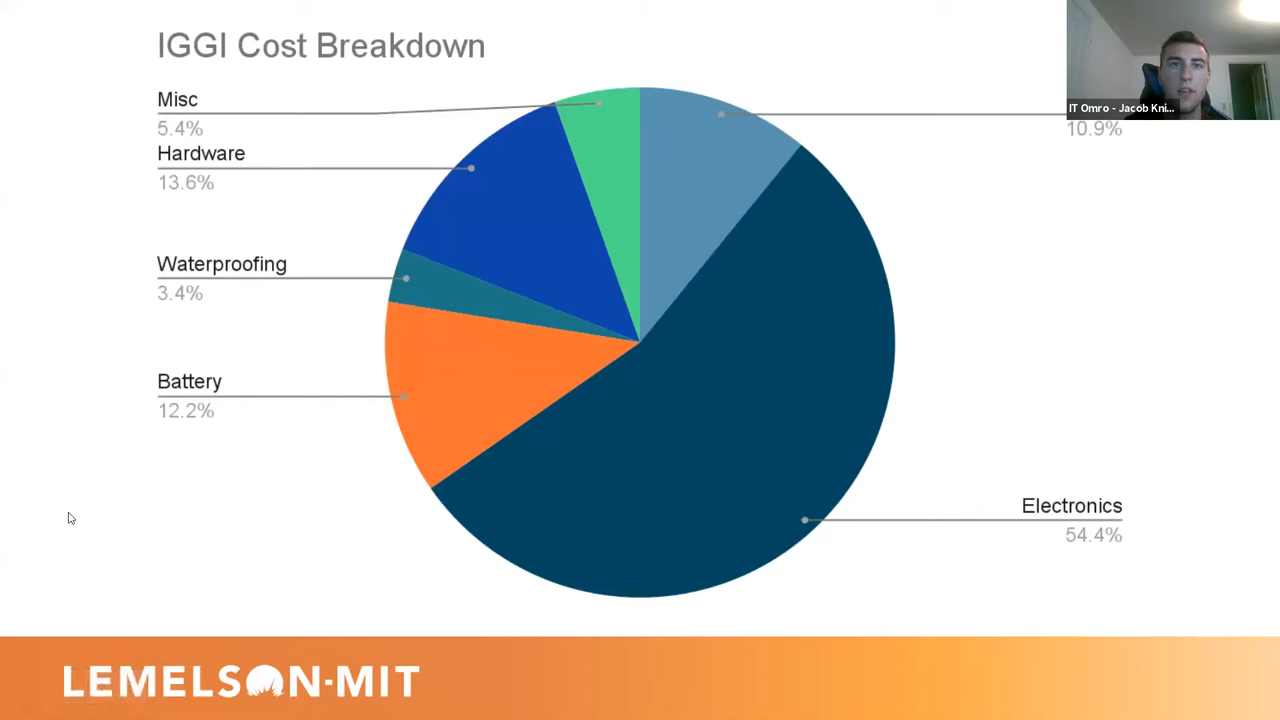 IGGI Cost Breakdown
Misc
5.4%
Hardware
13.6%
Waterproofing
3.4%
Battery
12.2%
10.9%
Electronics
54.4%
IT Omro - Jacob Kni...
LEMELSON-MIT